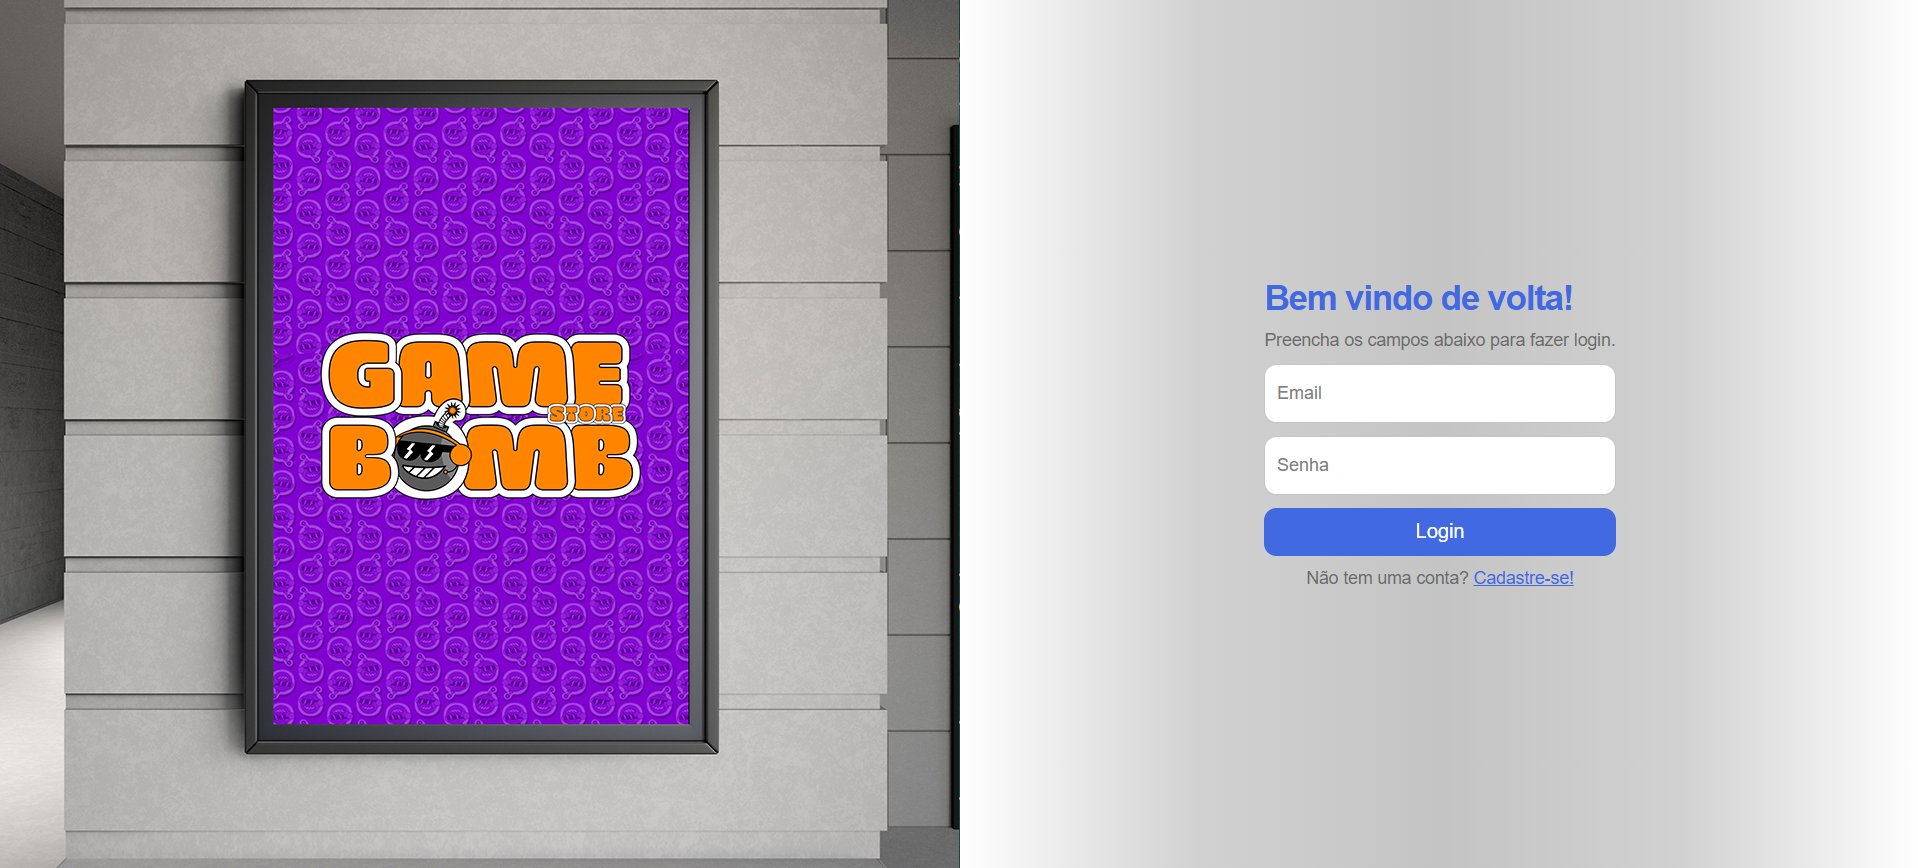 GAME
STORE
BOMB
Bem vindo de volta!
Preencha os campos abaixo para fazer login.
Email
Senha
Login
Não tem uma conta? Cadastre-se!